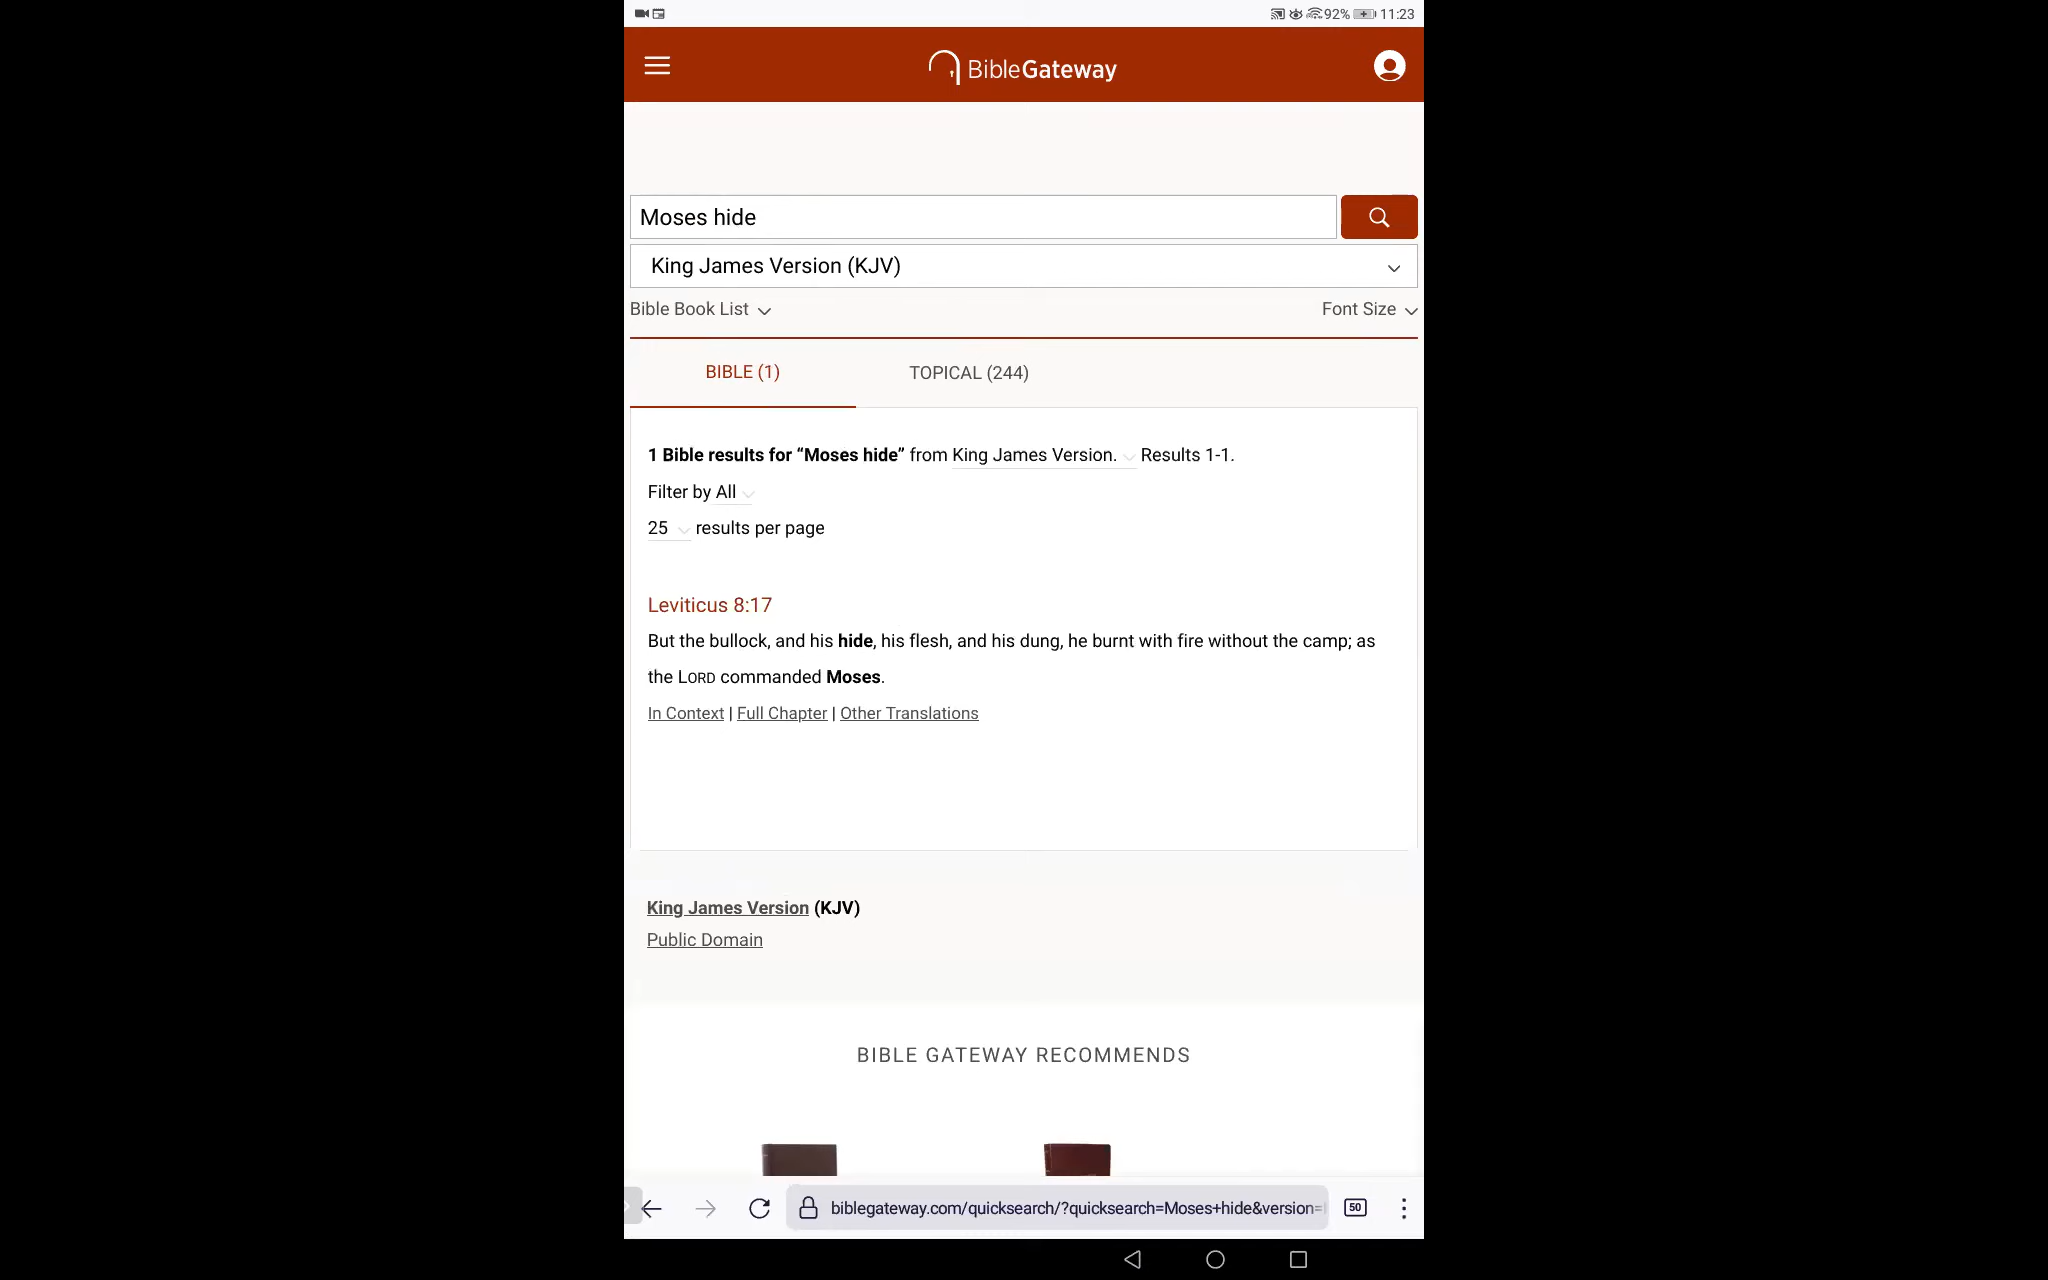 92% 11:23
BibleGateway
Moses hide
King James Version (KJV)
Bible Book List Font Size
BIBLE (1) TOPICAL (244)
1 Bible results for “Moses hide” from King James Version. Results 1-1.
Filter by All
25 results per page
Leviticus 8:17
But the bullock, and his hide, his flesh, and his dung, he burnt with fire without the camp; as
the LORD commanded Moses.
In Context | Full Chapter | Other Translations
King James Version (KJV)
Public Domain
BIBLE GATEWAY RECOMMENDS
biblegateway.com/quicksearch/?quicksearch=Moses+hide&version= 50